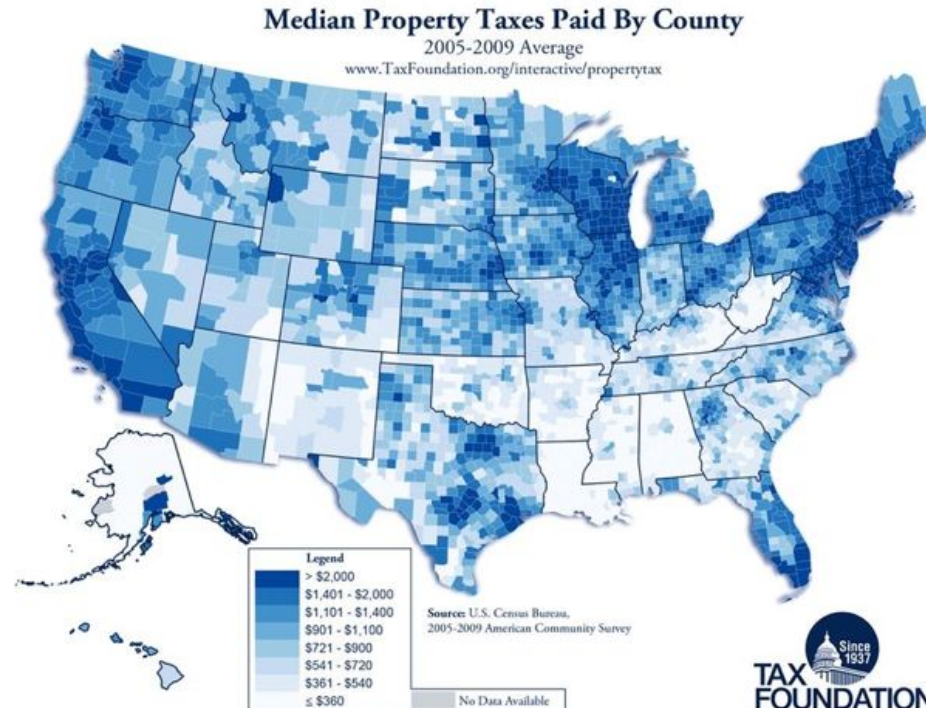 Median Property Taxes Paid By County
2005-2009 Average
www.TaxFoundation.org/interactive/propertytax
Legend
> $2,000
$1,401 - $2,000
$1,101 - $1,400
$901 - $1,100
$721 - $900
$541 - $720
$361 - $540
≤ $360
No Data Available
Source: U.S. Census Bureau,
2005-2009 American Community Survey
Since
1937
TAX
FOUNDATION